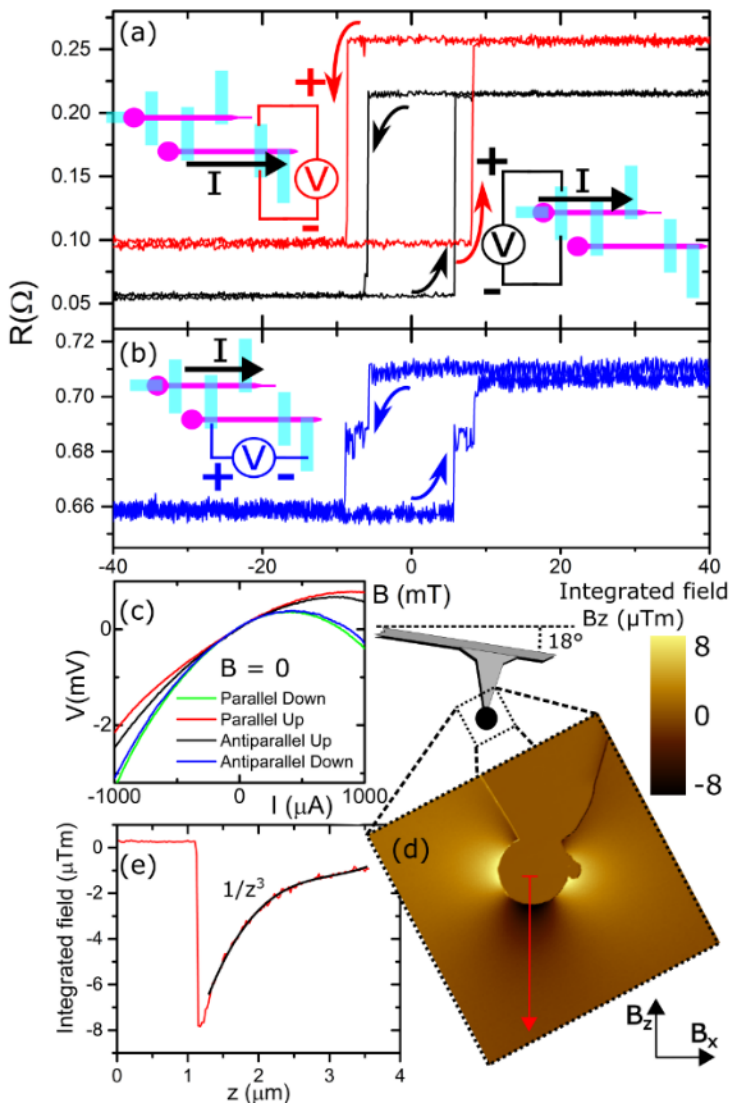 (a)
R(Ω)
0.25
0.20
0.15
0.10
0.05
+
I
V
-
+
I
V
-
(b)
0.72
0.70
0.68
0.66
I
+
V
-
-40
-20
0
20
40
B (mT)
(c)
V(mV)
0
-2
B = 0
Parallel Down
Parallel Up
Antiparallel Up
Antiparallel Down
-1000
0
1000
I (μA)
18°
Integrated field
Bz (μTm)
8
0
-8
(d)
Bz
Bx
(e)
Integrated field (μTm)
0
-2
-4
-6
-8
1/z³
0
1
2
3
4
z (μm)